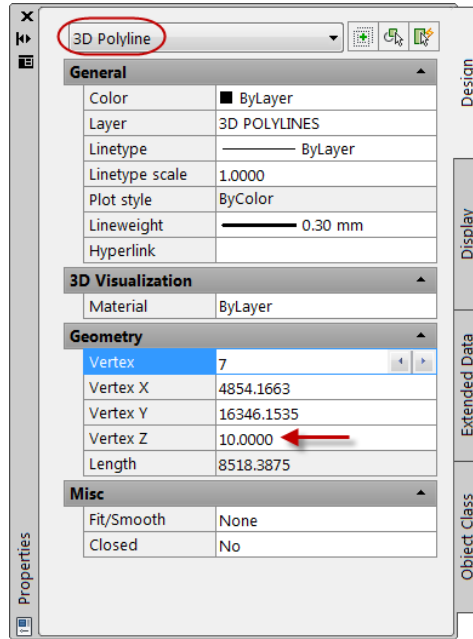 3D Polyline
General
Color ByLayer
Layer 3D POLYLINES
Linetype ByLayer
Linetype scale 1.0000
Plot style ByColor
Lineweight 0.30 mm
Hyperlink
3D Visualization
Material ByLayer
Geometry
Vertex 7
Vertex X 4854.1663
Vertex Y 16346.1535
Vertex Z 10.0000
Length 8518.3875
Misc
Fit/Smooth None
Closed No
Properties
Design
Display
Extended Data
Object Class